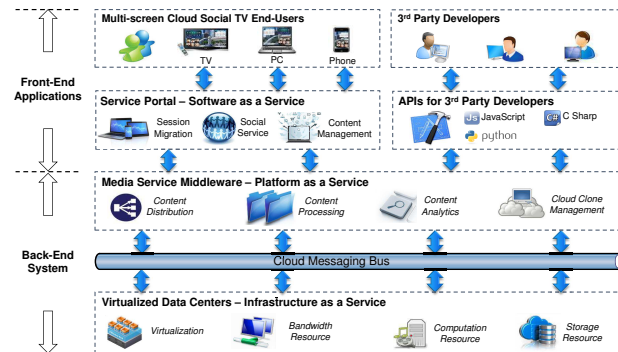 Multi-screen Cloud Social TV End-Users
3rd Party Developers
TV
PC
Phone
Front-End
Applications
Service Portal – Software as a Service
APIs for 3rd Party Developers
Session
Migration
Social
Service
Content
Management
JS JavaScript
C# C Sharp
python
Media Service Middleware – Platform as a Service
Content
Distribution
Content
Processing
Content
Analytics
Cloud Clone
Management
Back-End
System
Cloud Messaging Bus
Virtualized Data Centers – Infrastructure as a Service
Virtualization
Bandwidth
Resource
Computation
Resource
Storage
Resource